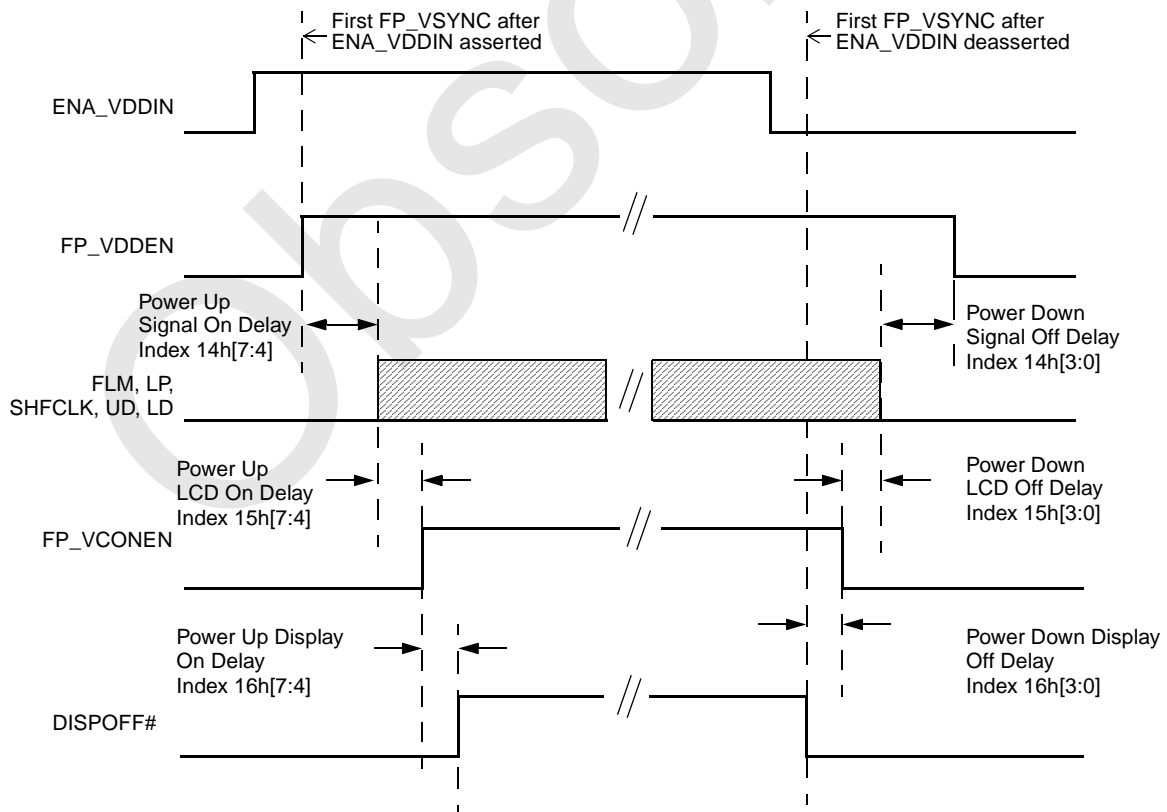 First FP_VSYNC after
ENA_VDDIN asserted
First FP_VSYNC after
ENA_VDDIN deasserted
ENA_VDDIN
FP_VDDEN
Power Up
Signal On Delay
Index 14h[7:4]
Power Down
Signal Off Delay
Index 14h[3:0]
FLM, LP,
SHFCLK, UD, LD
Power Up
LCD On Delay
Index 15h[7:4]
Power Down
LCD Off Delay
Index 15h[3:0]
FP_VCONEN
Power Up Display
On Delay
Index 16h[7:4]
Power Down Display
Off Delay
Index 16h[3:0]
DISPOFF#
Obso